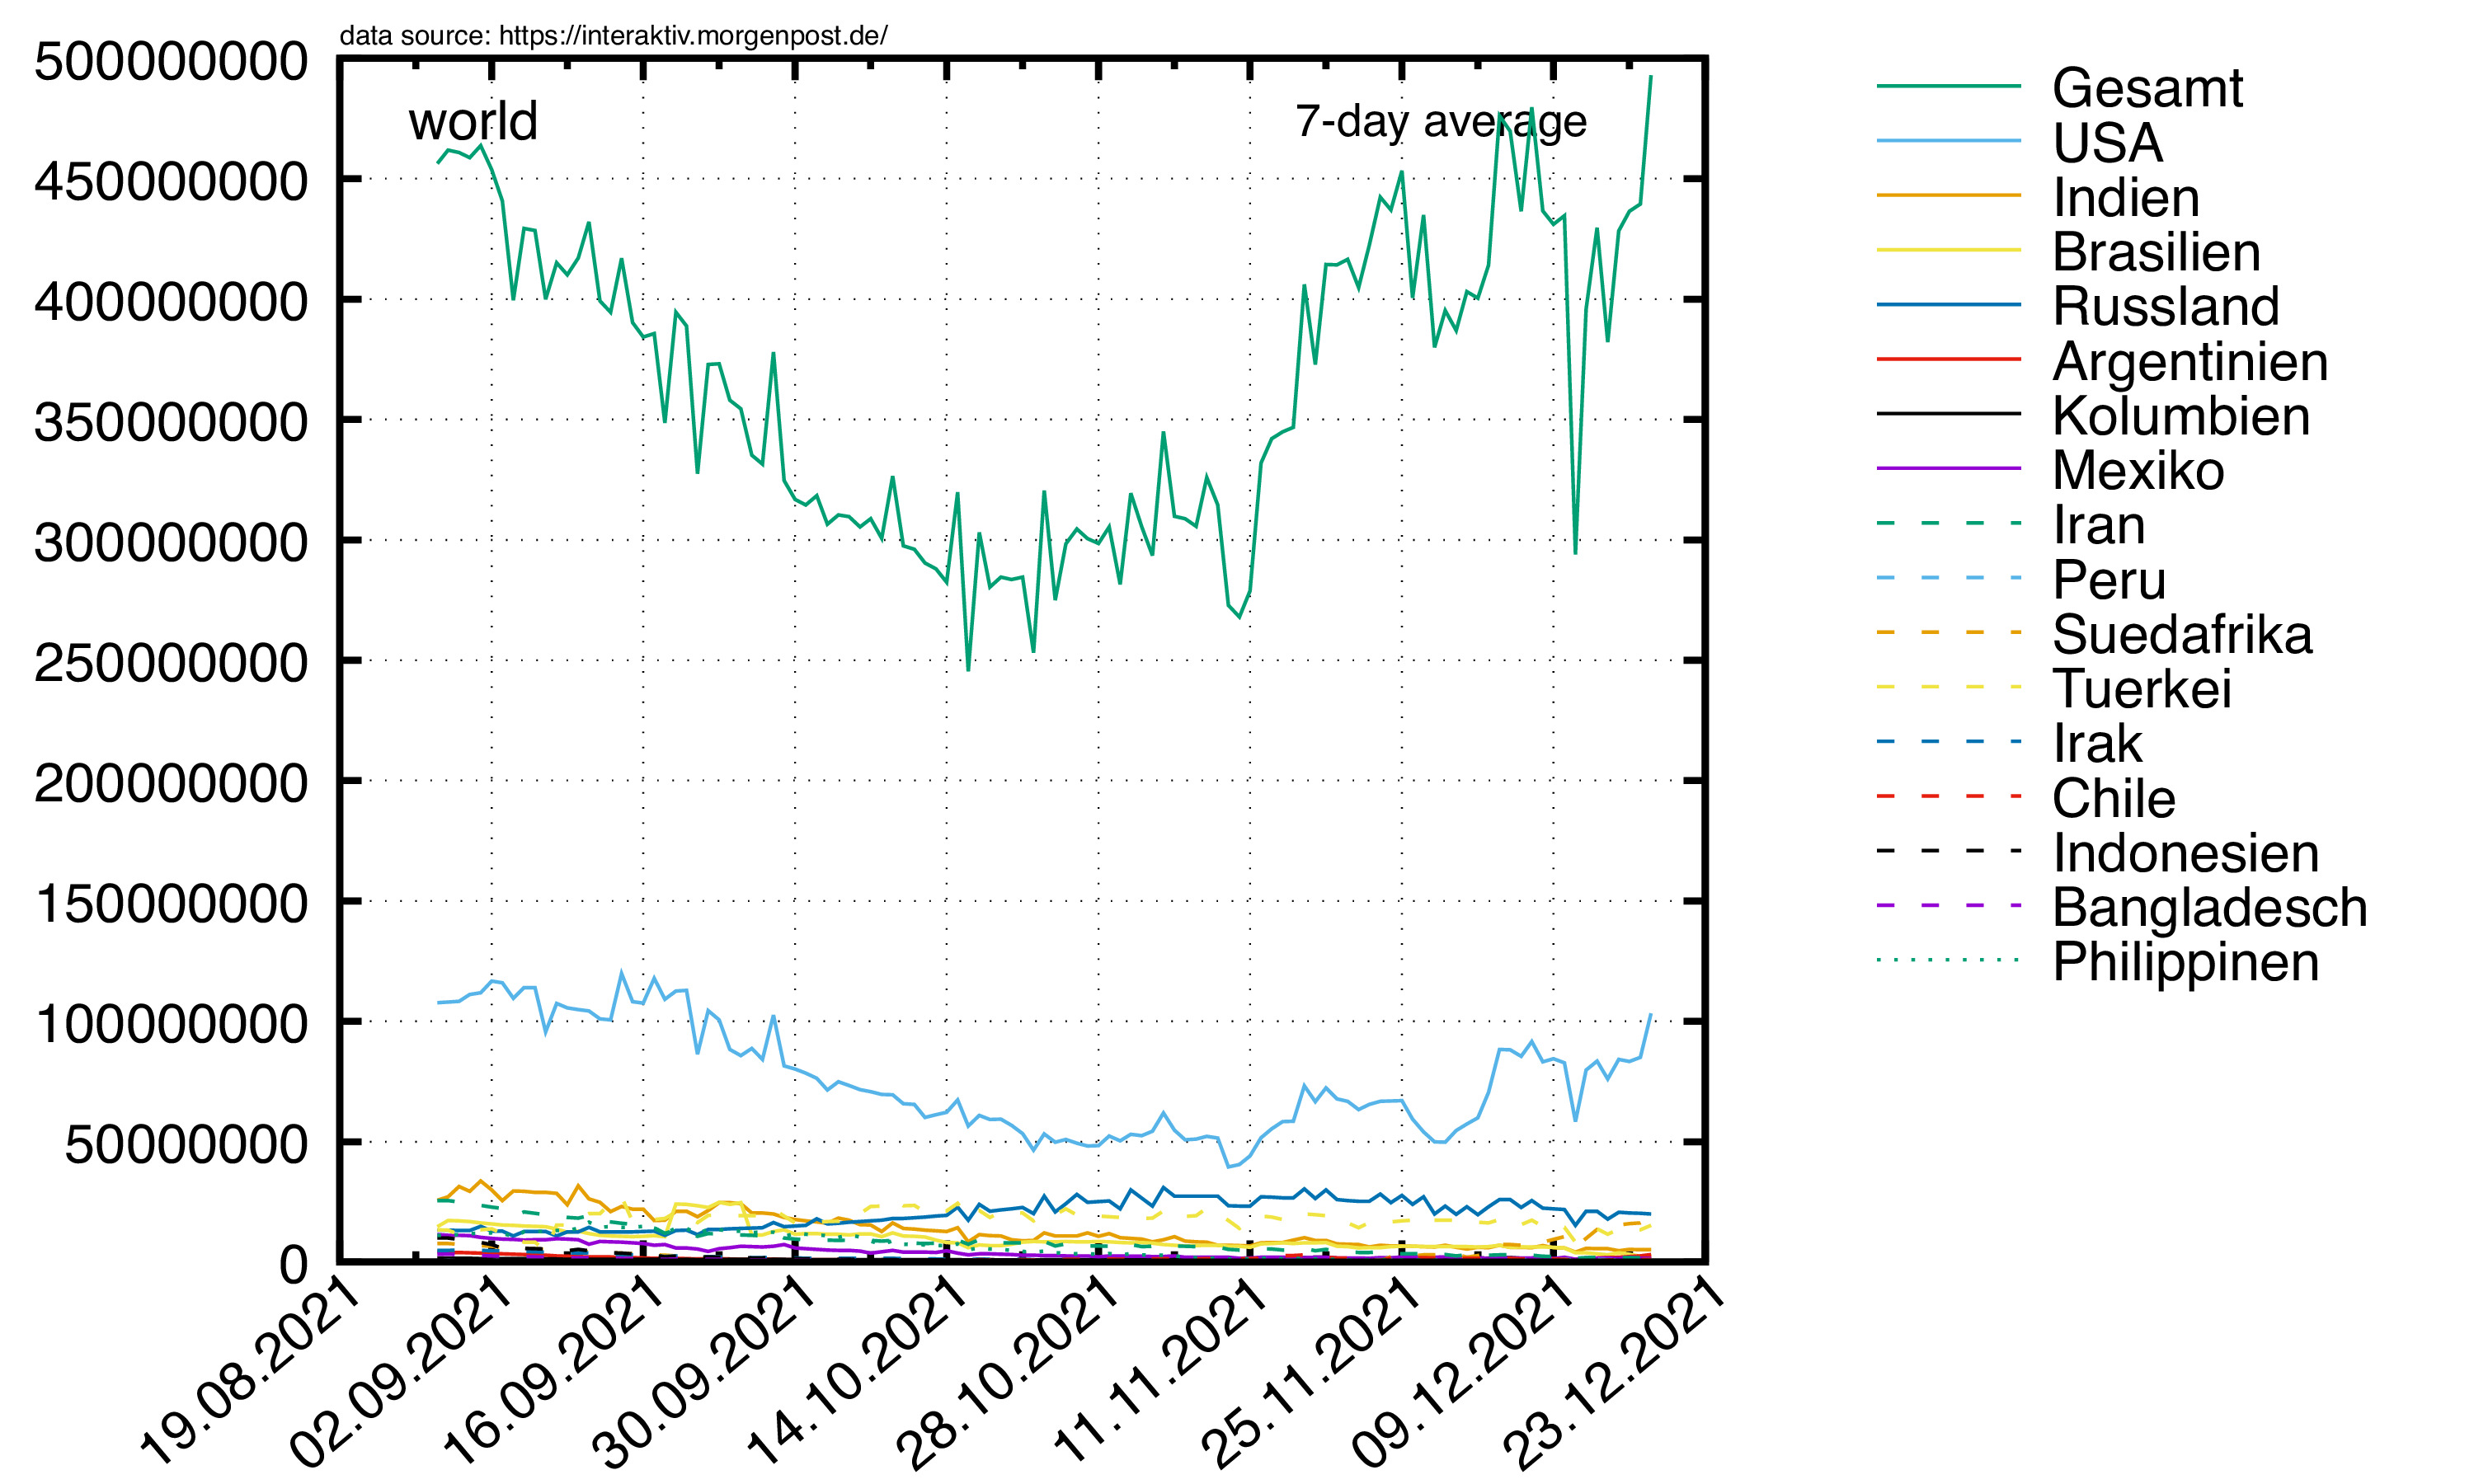 data source: https://interaktiv.morgenpost.de/
world
7-day average
500000000
450000000
400000000
350000000
300000000
250000000
200000000
150000000
100000000
50000000
0
19.08.2021
02.09.2021
16.09.2021
30.09.2021
14.10.2021
28.10.2021
11.11.2021
25.11.2021
09.12.2021
23.12.2021
Gesamt
USA
Indien
Brasilien
Russland
Argentinien
Kolumbien
Mexiko
Iran
Peru
Suedafrika
Tuerkei
Irak
Chile
Indonesien
Bangladesch
Philippinen